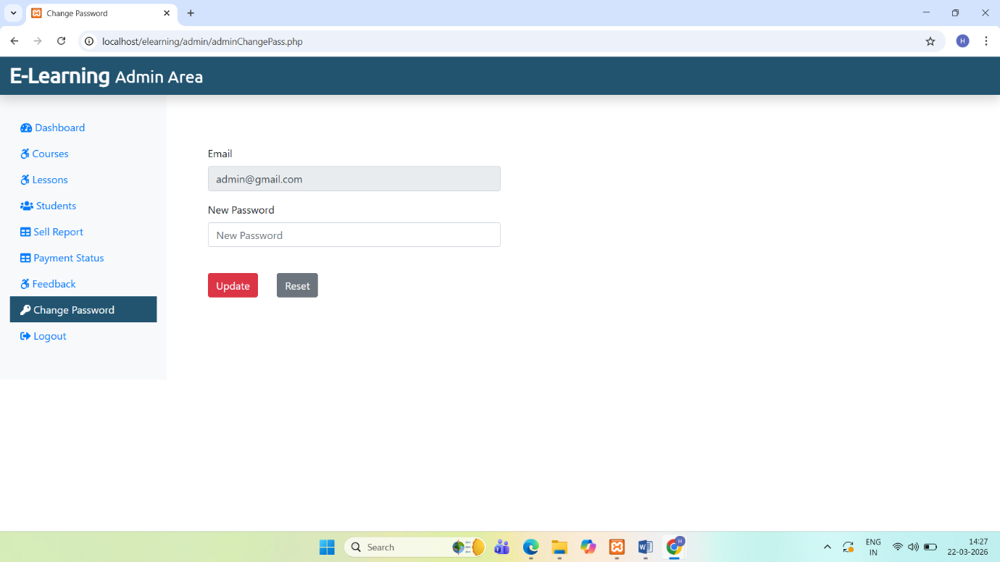 Change Password
localhost/elearning/admin/adminChangePass.php
H
E-Learning Admin Area
Dashboard
Courses
Lessons
Students
Sell Report
Payment Status
Feedback
Change Password
Logout
Email
admin@gmail.com
New Password
New Password
Update
Reset
Search
H
ENG
IN
14:27
22-03-2026